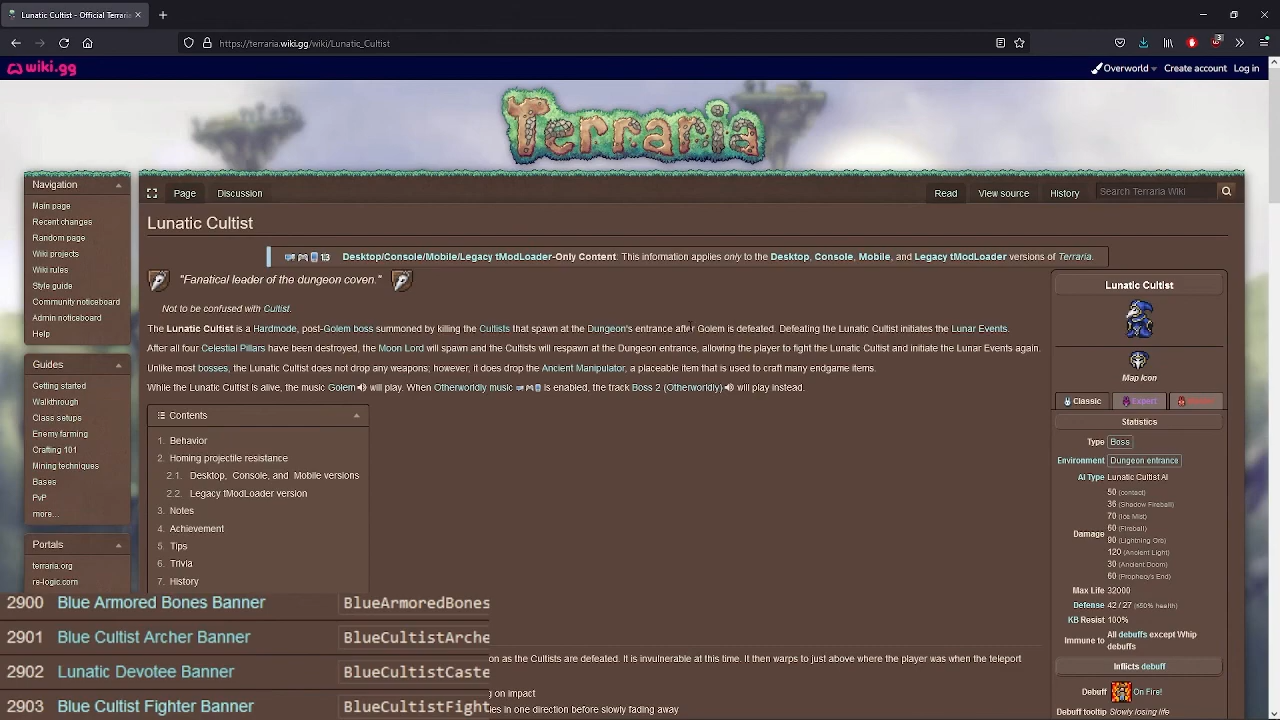 Lunatic Cultist - Official Terraria
https://terraria.wiki.gg/wiki/Lunatic_Cultist
wiki.gg
Overworld Create account Log in
Terraria
Navigation
Main page
Recent changes
Random page
Wiki projects
Wiki rules
Style guide
Community noticeboard
Admin noticeboard
Help
Guides
Getting started
Walkthrough
Class setups
Enemy farming
Crafting 101
Mining techniques
Bases
PvP
more...
Portals
terraria.org
re-logic.com
Page Discussion Read View source History Search Terraria Wiki
Lunatic Cultist
13 Desktop/Console/Mobile/Legacy tModLoader-Only Content: This information applies only to the Desktop, Console, Mobile, and Legacy tModLoader versions of Terraria.
"Fanatical leader of the dungeon coven."
Not to be confused with Cultist.
The Lunatic Cultist is a Hardmode, post-Golem boss summoned by killing the Cultists that spawn at the Dungeon's entrance after Golem is defeated. Defeating the Lunatic Cultist initiates the Lunar Events.
After all four Celestial Pillars have been destroyed, the Moon Lord will spawn and the Cultists will respawn at the Dungeon entrance, allowing the player to fight the Lunatic Cultist and initiate the Lunar Events again.
Unlike most bosses, the Lunatic Cultist does not drop any weapons; however, it does drop the Ancient Manipulator, a placeable item that is used to craft many endgame items.
While the Lunatic Cultist is alive, the music Golem will play. When Otherworldly music is enabled, the track Boss 2 (Otherworldly) will play instead.
Contents
1. Behavior
2. Homing projectile resistance
2.1. Desktop, Console, and Mobile versions
2.2. Legacy tModLoader version
3. Notes
4. Achievement
5. Tips
6. Trivia
7. History
on as the Cultists are defeated. It is invulnerable at this time. It then warps to just above where the player was when the teleport
g on impact
es in one direction before slowly fading away
2900 Blue Armored Bones Banner BlueArmoredBones
2901 Blue Cultist Archer Banner BlueCultistArche
2902 Lunatic Devotee Banner BlueCultistCaste
2903 Blue Cultist Fighter Banner BlueCultistFight
Lunatic Cultist
Map Icon
Classic Expert
Statistics
Type Boss
Environment Dungeon entrance
AI Type Lunatic Cultist AI
Damage
50 (contact)
36 (Shadow Fireball)
70 (Ice Mist)
60 (Fireball)
90 (Lightning Orb)
120 (Ancient Light)
30 (Ancient Doom)
60 (Prophecy's End)
Max Life 32000
Defense 42 / 27 (≤50% health)
KB Resist 100%
Immune to All debuffs except Whip
debuffs
Inflicts debuff
Debuff On Fire!
Debuff tooltip Slowly losing life